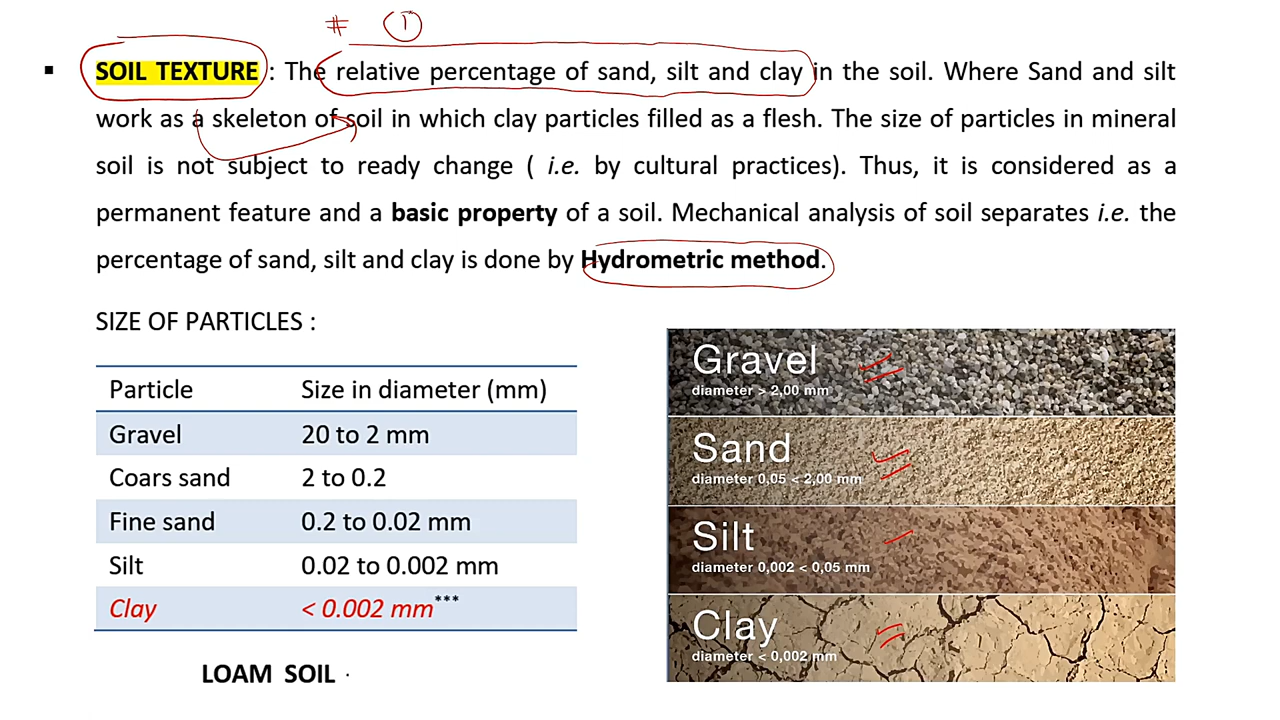 # 1
▪ SOIL TEXTURE : The relative percentage of sand, silt and clay in the soil. Where Sand and silt
work as a skeleton of soil in which clay particles filled as a flesh. The size of particles in mineral
soil is not subject to ready change ( i.e. by cultural practices). Thus, it is considered as a
permanent feature and a basic property of a soil. Mechanical analysis of soil separates i.e. the
percentage of sand, silt and clay is done by Hydrometric method.
SIZE OF PARTICLES :
Particle Size in diameter (mm)
Gravel 20 to 2 mm
Coars sand 2 to 0.2
Fine sand 0.2 to 0.02 mm
Silt 0.02 to 0.002 mm
Clay < 0.002 mm***
LOAM SOIL
Gravel
diameter > 2,00 mm
Sand
diameter 0,05 < 2,00 mm
Silt
diameter 0,002 < 0,05 mm
Clay
diameter < 0,002 mm